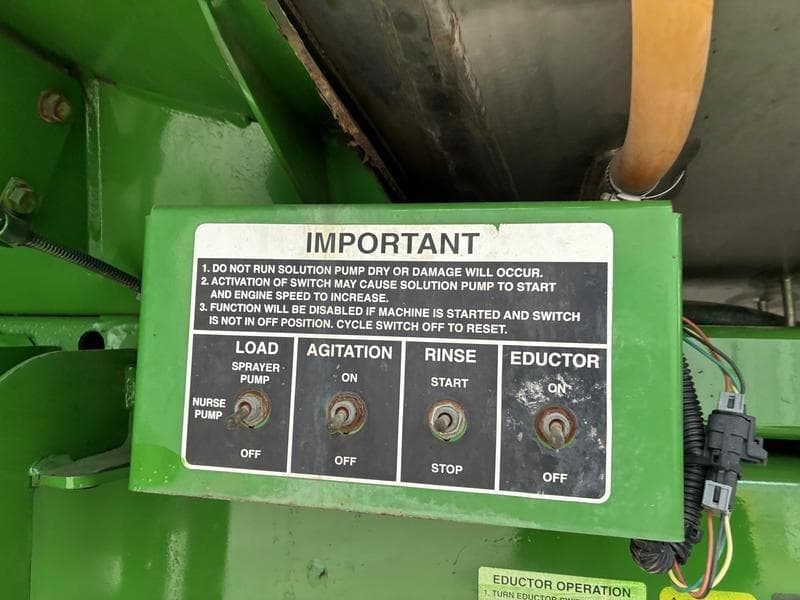 IMPORTANT
1. DO NOT RUN SOLUTION PUMP DRY OR DAMAGE WILL OCCUR.
2. ACTIVATION OF SWITCH MAY CAUSE SOLUTION PUMP TO START
AND ENGINE SPEED TO INCREASE.
3. FUNCTION WILL BE DISABLED IF MACHINE IS STARTED AND SWITCH
IS NOT IN OFF POSITION. CYCLE SWITCH OFF TO RESET.
LOAD
SPRAYER
PUMP
NURSE
PUMP
OFF
AGITATION
ON
OFF
RINSE
START
STOP
EDUCTOR
ON
OFF
EDUCTOR OPERATION
1. TURN EDUCTOR